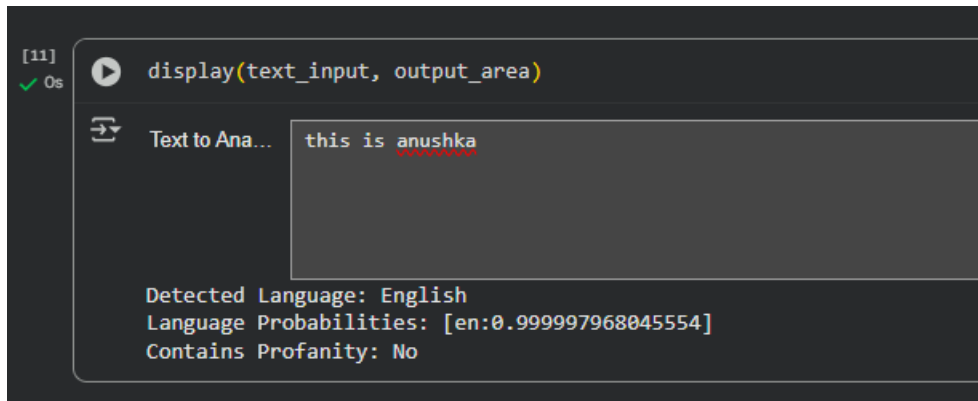 [11]
0s
display(text_input, output_area)
Text to Ana...
this is anushka
Detected Language: English
Language Probabilities: [en:0.999997968045554]
Contains Profanity: No